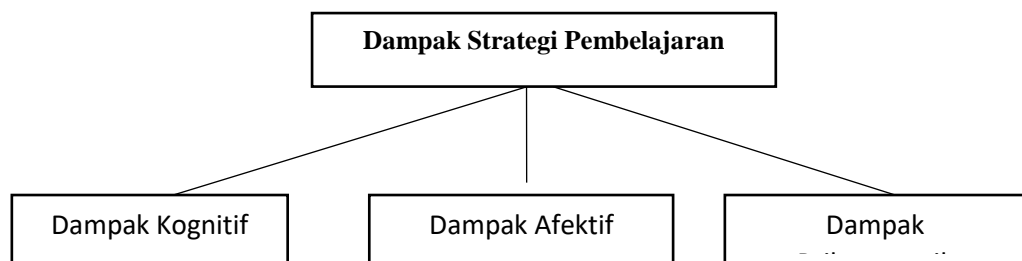 Dampak Strategi Pembelajaran
Dampak Kognitif
Dampak Afektif
Dampak